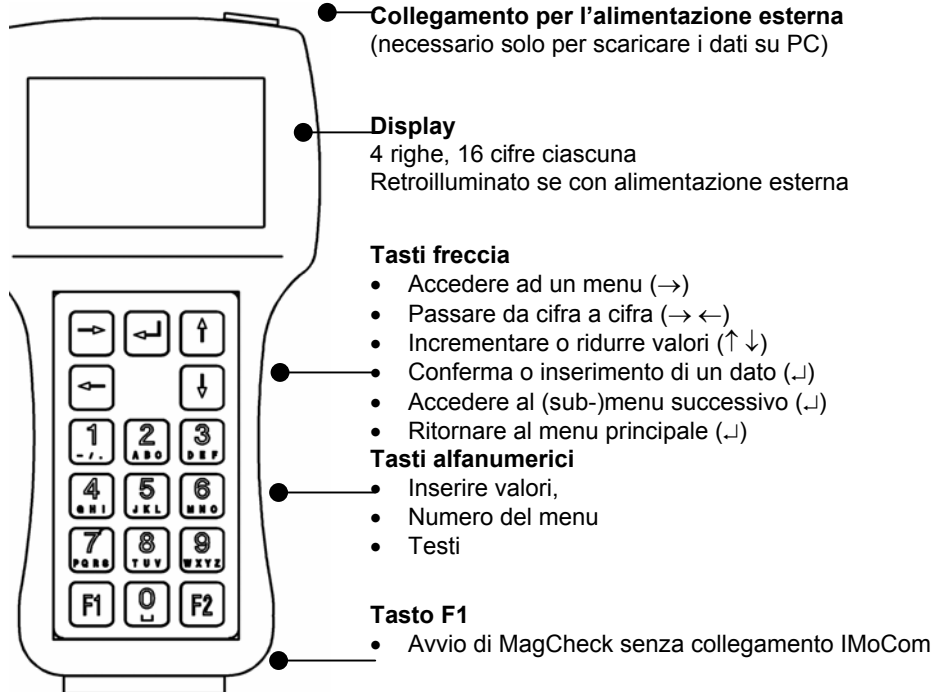 Collegamento per l'alimentazione esterna
(necessario solo per scaricare i dati su PC)
Display
4 righe, 16 cifre ciascuna
Retroilluminato se con alimentazione esterna
Tasti freccia
• Accedere ad un menu (→)
• Passare da cifra a cifra (→ ←)
• Incrementare o ridurre valori (↑ ↓)
• Conferma o inserimento di un dato (↵)
• Accedere al (sub-)menu successivo (↵)
• Ritornare al menu principale (↵)
Tasti alfanumerici
• Inserire valori,
• Numero del menu
• Testi
Tasto F1
• Avvio di MagCheck senza collegamento IMoCom
→ ↵ ↑
← ↓
1 2 3
-/. ABC DEF
4 5 6
GHI JKL MNO
7 8 9
PQRS TUV WXYZ
F1 0 F2